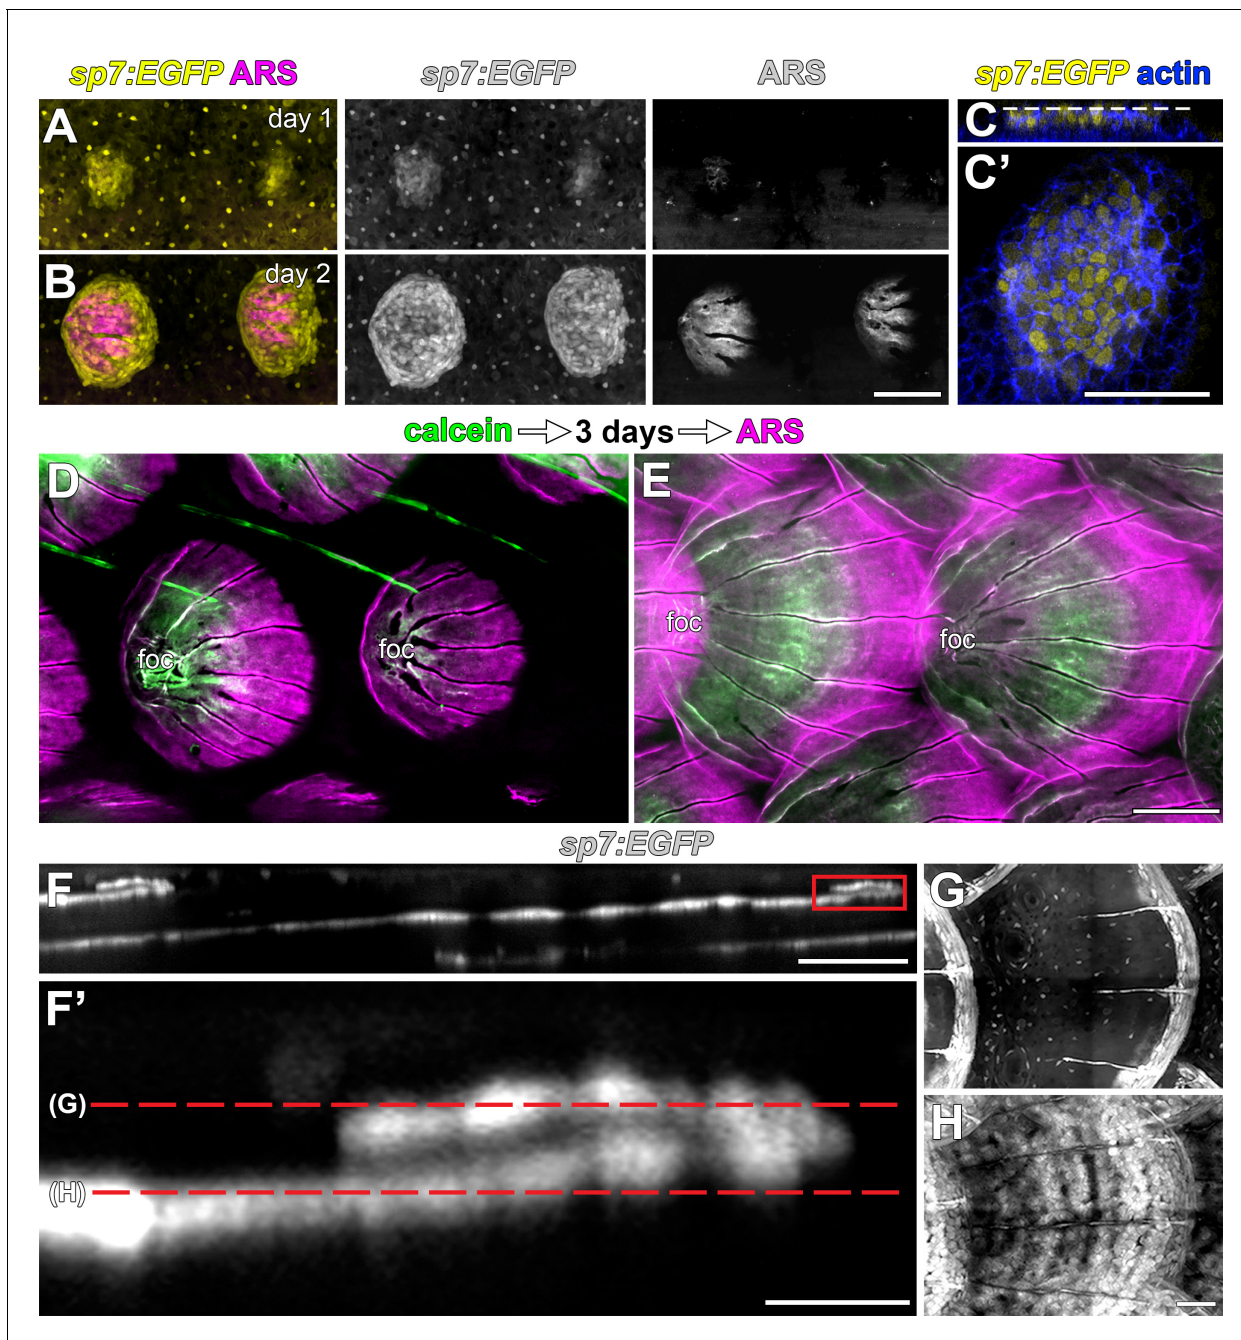 sp7:EGFP ARS
sp7:EGFP
ARS
sp7:EGFP actin
A
day 1
C
C'
B
day 2
calcein 3 days ARS
D
foc
foc
E
foc
foc
sp7:EGFP
F
G
F'
(G)
(H)
H